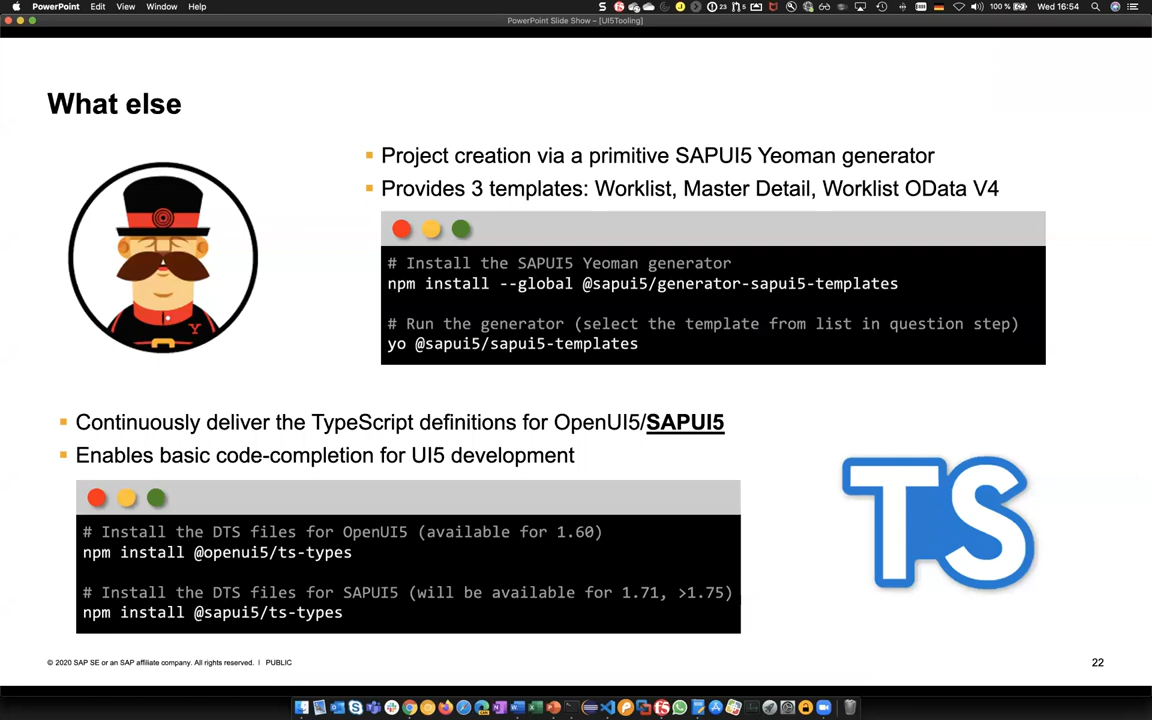 PowerPoint Edit View Window Help
23
5
100 % Wed 16:54
PowerPoint Slide Show – [UI5Tooling]
What else
Project creation via a primitive SAPUI5 Yeoman generator
Provides 3 templates: Worklist, Master Detail, Worklist OData V4
# Install the SAPUI5 Yeoman generator
npm install --global @sapui5/generator-sapui5-templates
# Run the generator (select the template from list in question step)
yo @sapui5/sapui5-templates
Y
Continuously deliver the TypeScript definitions for OpenUI5/SAPUI5
Enables basic code-completion for UI5 development
# Install the DTS files for OpenUI5 (available for 1.60)
npm install @openui5/ts-types
# Install the DTS files for SAPUI5 (will be available for 1.71, >1.75)
npm install @sapui5/ts-types
TS
© 2020 SAP SE or an SAP affiliate company. All rights reserved. I PUBLIC
22